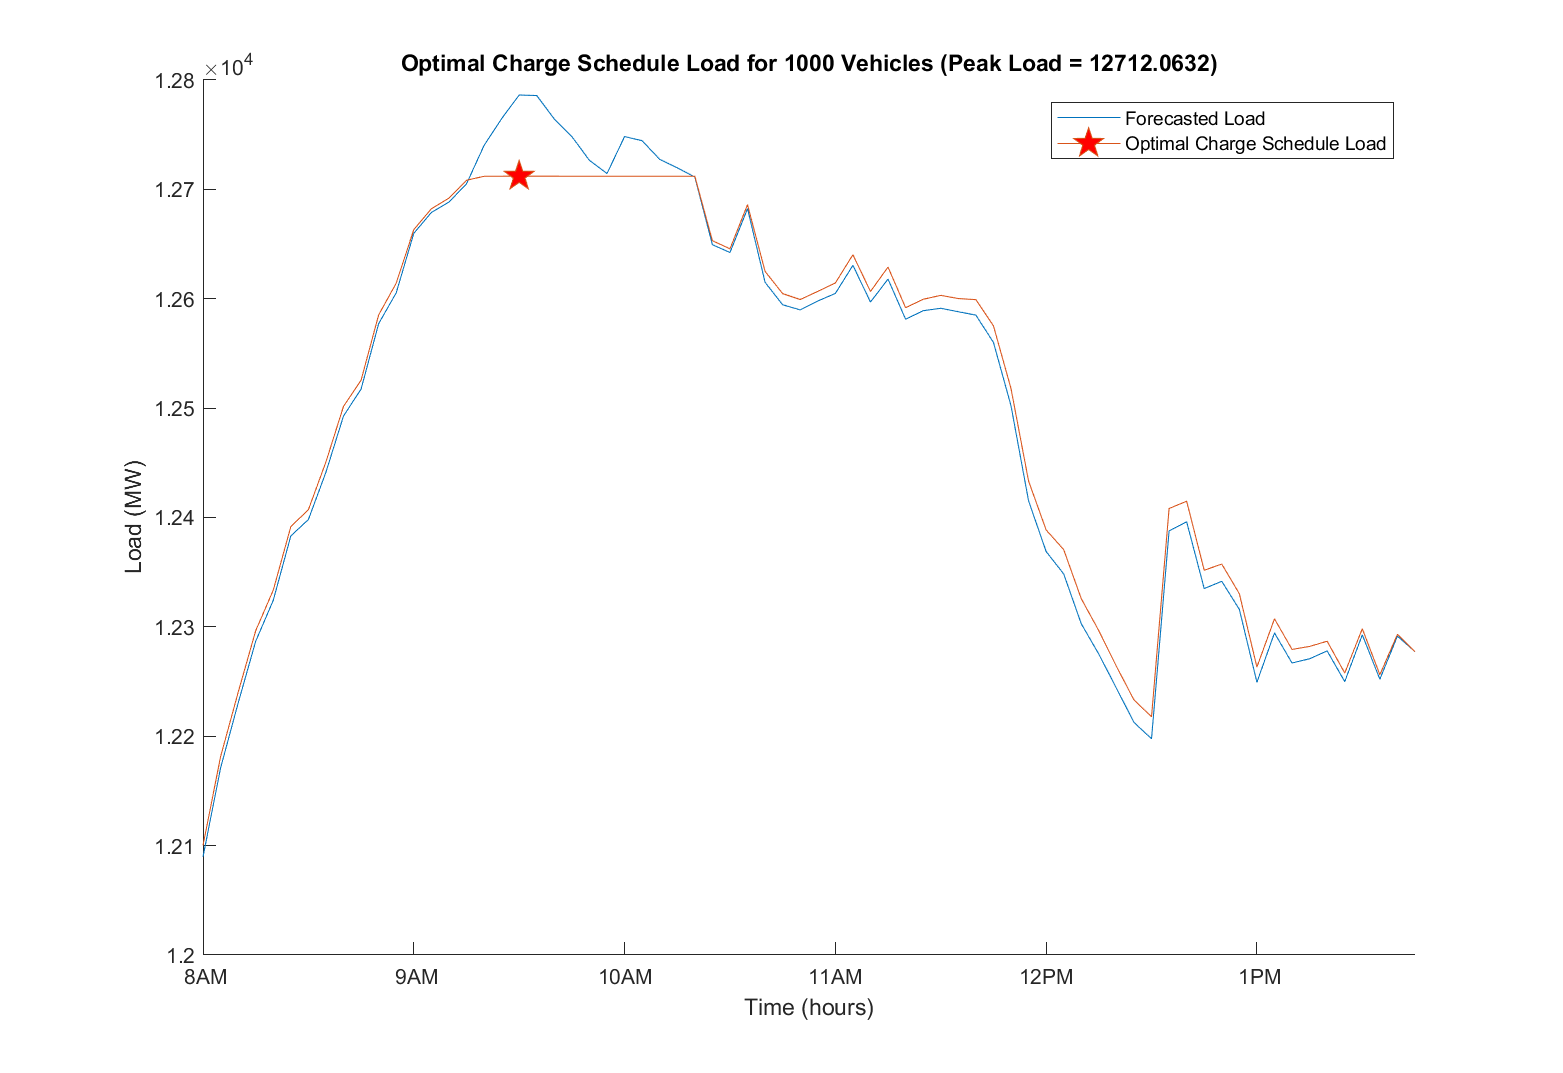 Optimal Charge Schedule Load for 1000 Vehicles (Peak Load = 12712.0632)
×10^4
1.28
1.27
1.26
1.25
1.24
1.23
1.22
1.21
1.2
Load (MW)
Forecasted Load
Optimal Charge Schedule Load
8AM 9AM 10AM 11AM 12PM 1PM
Time (hours)